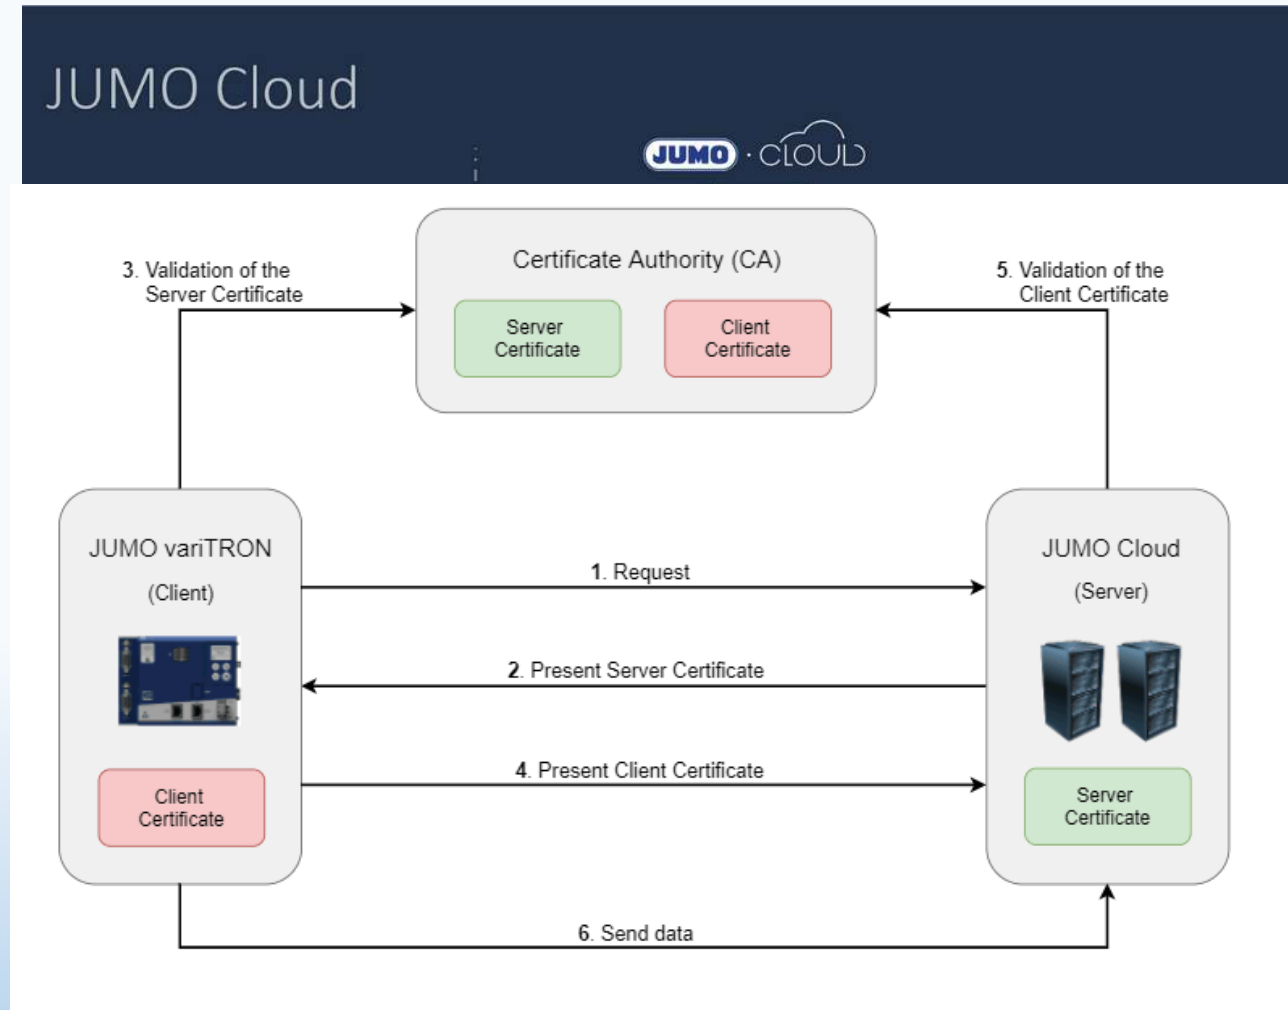 JUMO Cloud
JUMO · CLOUD
Certificate Authority (CA)
3. Validation of the
Server Certificate
5. Validation of the
Client Certificate
Server
Certificate
Client
Certificate
JUMO variTRON
(Client)
JUMO Cloud
(Server)
1. Request
2. Present Server Certificate
4. Present Client Certificate
Client
Certificate
Server
Certificate
6. Send data